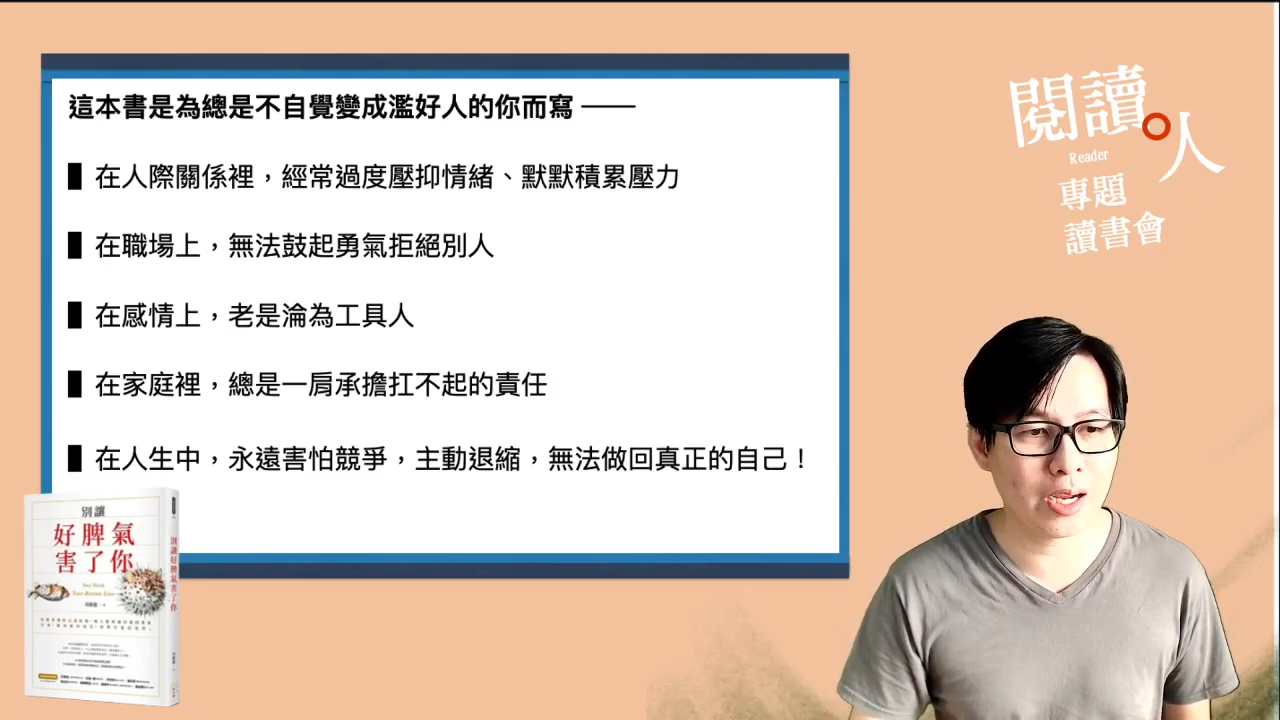 這本書是為總是不自覺變成濫好人的你而寫 ——
在人際關係裡，經常過度壓抑情緒、默默積累壓力
在職場上，無法鼓起勇氣拒絕別人
在感情上，老是淪為工具人
在家庭裡，總是一肩承擔扛不起的責任
在人生中，永遠害怕競爭，主動退縮，無法做回真正的自己！
閱讀人
Reader
專題
讀書會
別讓
好脾氣
害了你
別讓好脾氣害了你